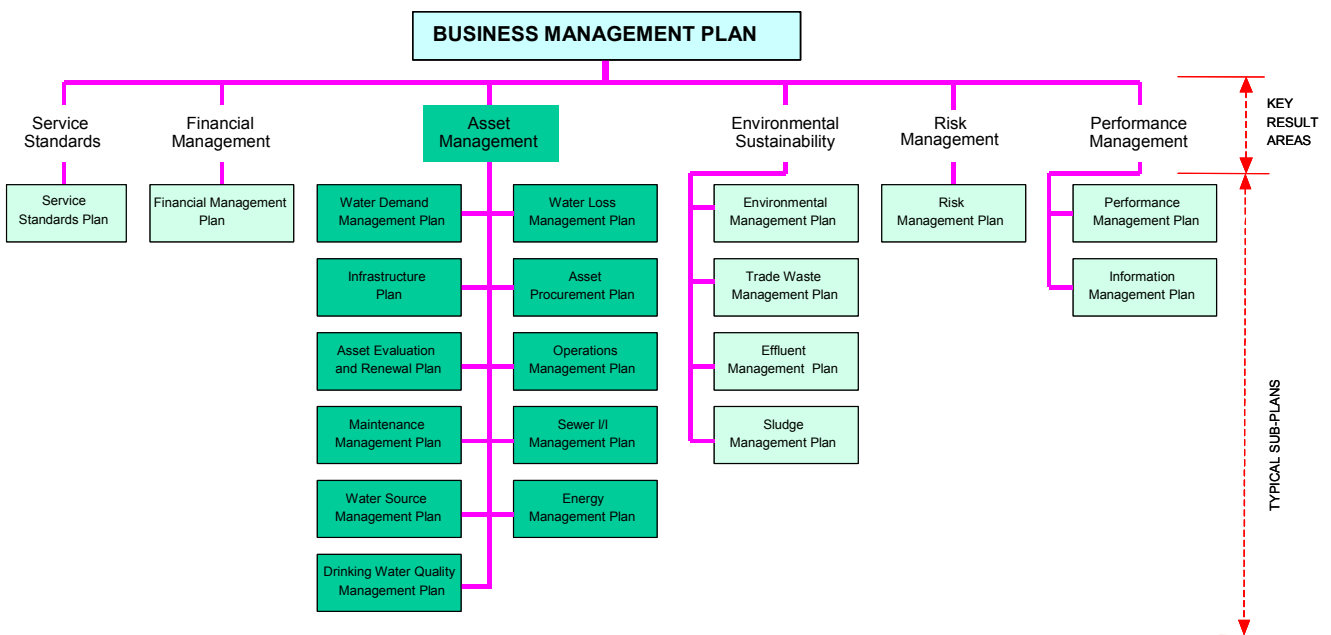 BUSINESS MANAGEMENT PLAN
KEY
RESULT
AREAS
Service
Standards
Financial
Management
Asset
Management
Environmental
Sustainability
Risk
Management
Performance
Management
Service
Standards Plan
Financial Management
Plan
Water Demand
Management Plan
Water Loss
Management Plan
Environmental
Management Plan
Risk
Management Plan
Performance
Management Plan
Infrastructure
Plan
Asset
Procurement Plan
Trade Waste
Management Plan
Information
Management Plan
Asset Evaluation
and Renewal Plan
Operations
Management Plan
Effluent
Management Plan
Maintenance
Management Plan
Sewer I/I
Management Plan
Sludge
Management Plan
Water Source
Management Plan
Energy
Management Plan
Drinking Water Quality
Management Plan
TYPICAL SUB-PLANS